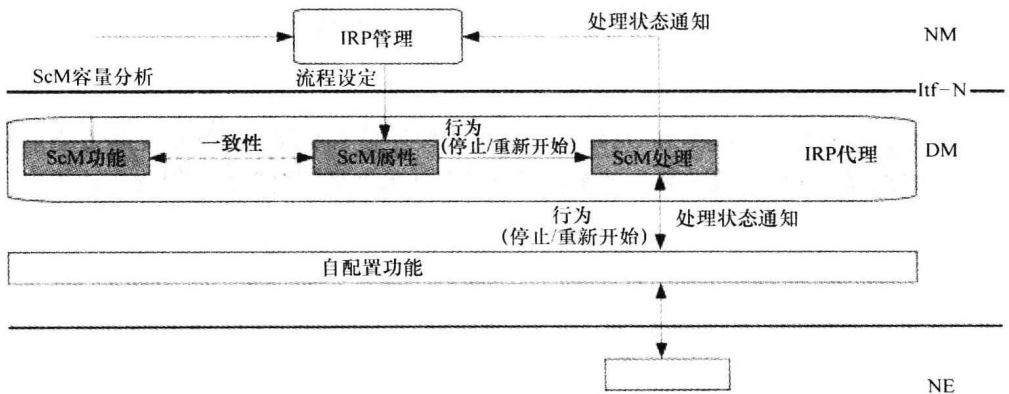 处理状态通知
IRP管理
NM
ScM容量分析
流程设定
Itf-N
行为
(停止/重新开始)
一致性
ScM功能
ScM属性
ScM处理
IRP代理
DM
行为
(停止/重新开始)
处理状态通知
自配置功能
NE